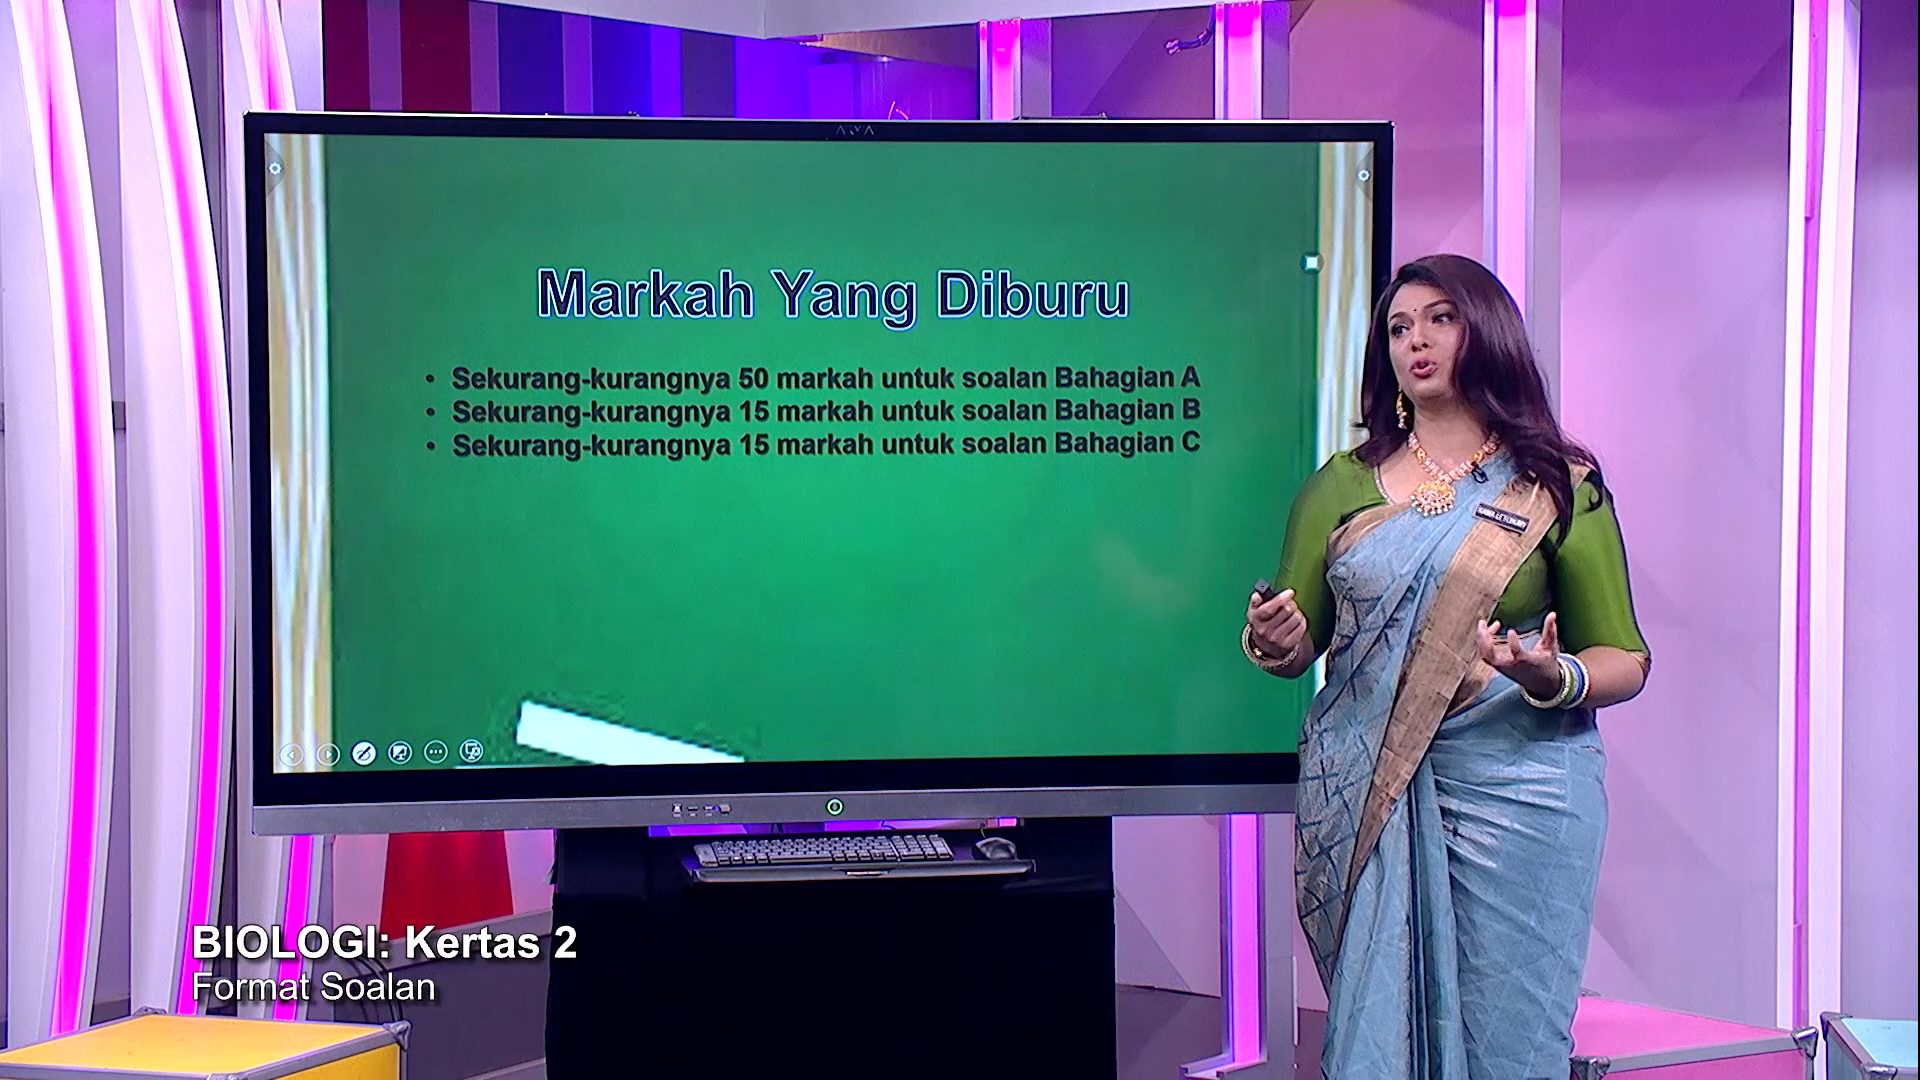 Markah Yang Diburu
• Sekurang-kurangnya 50 markah untuk soalan Bahagian A
• Sekurang-kurangnya 15 markah untuk soalan Bahagian B
• Sekurang-kurangnya 15 markah untuk soalan Bahagian C
BIOLOGI: Kertas 2
Format Soalan